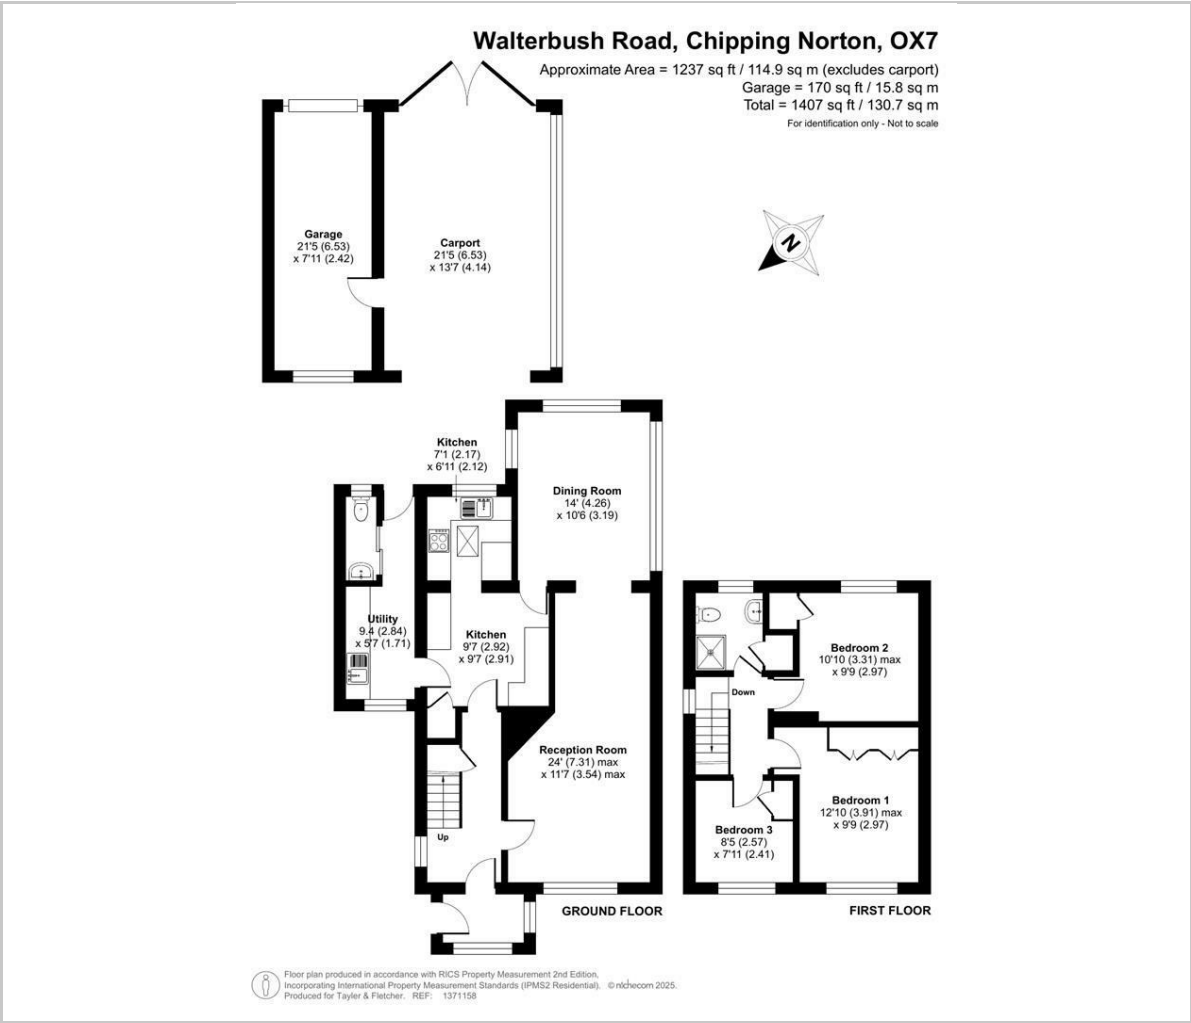 Walterbush Road, Chipping Norton, OX7
Approximate Area = 1237 sq ft / 114.9 sq m (excludes carport)
Garage = 170 sq ft / 15.8 sq m
Total = 1407 sq ft / 130.7 sq m
For identification only - Not to scale
Garage
21'5 (6.53)
x 7'11 (2.42)
Carport
21'5 (6.53)
x 13'7 (4.14)
N
Kitchen
7'1 (2.17)
x 6'11 (2.12)
Dining Room
14' (4.26)
x 10'6 (3.19)
Utility
9.4 (2.84)
x 5'7 (1.71)
Kitchen
9'7 (2.92)
x 9'7 (2.91)
Reception Room
24' (7.31) max
x 11'7 (3.54) max
Up
GROUND FLOOR
Bedroom 2
10'10 (3.31) max
x 9'9 (2.97)
Down
Bedroom 1
12'10 (3.91) max
x 9'9 (2.97)
Bedroom 3
8'5 (2.57)
x 7'11 (2.41)
FIRST FLOOR
Floor plan produced in accordance with RICS Property Measurement 2nd Edition,
Incorporating International Property Measurement Standards (IPMS2 Residential). © nichecom 2025.
Produced for Tayler & Fletcher. REF: 1371158